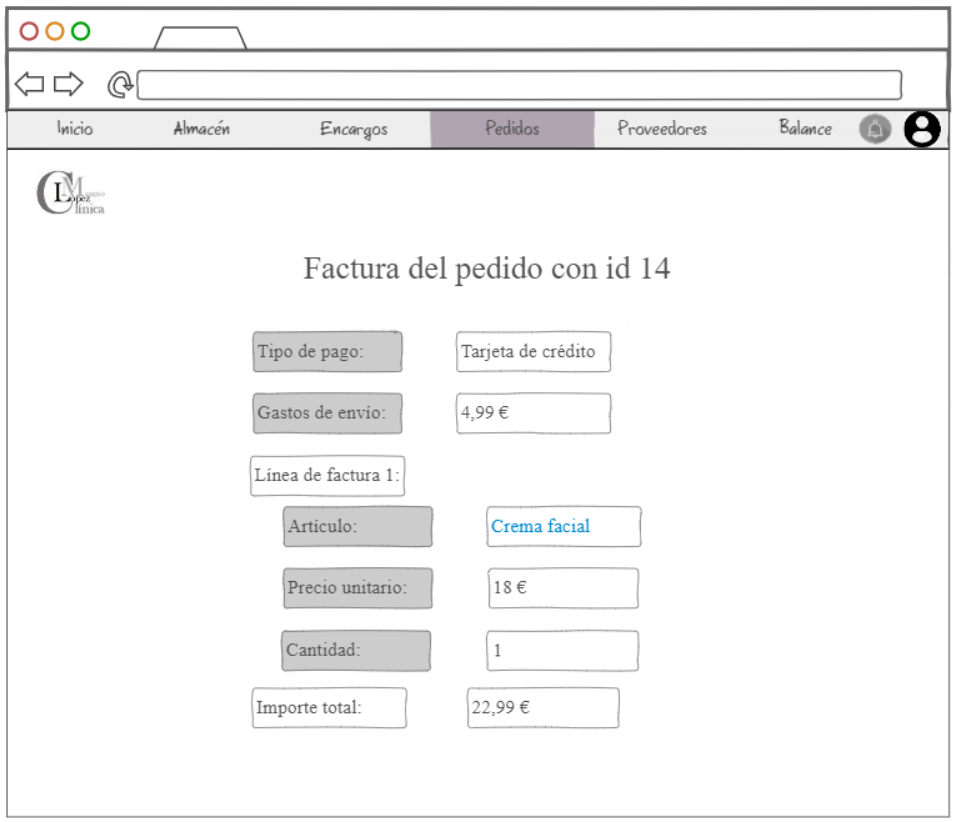 Inicio Almacén Encargos Pedidos Proveedores Balance
CLM
López
Clínica
Factura del pedido con id 14
Tipo de pago: Tarjeta de crédito
Gastos de envío: 4,99 €
Línea de factura 1:
Artículo: Crema facial
Precio unitario: 18 €
Cantidad: 1
Importe total: 22,99 €